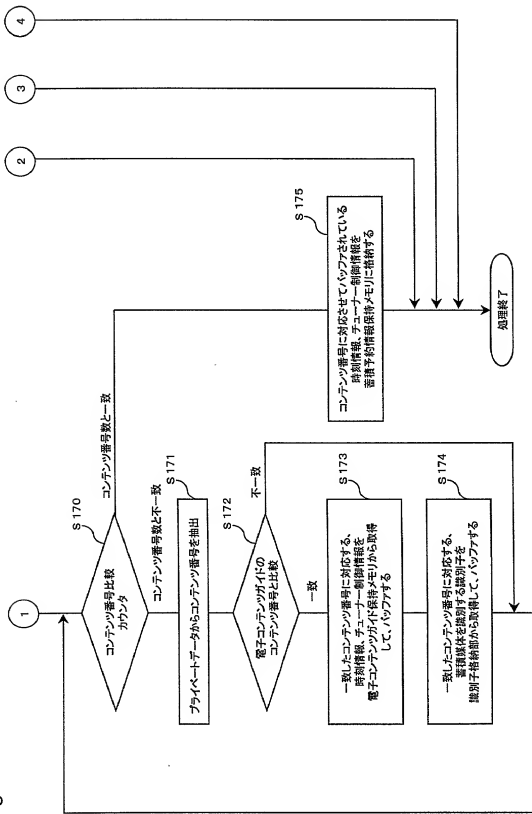 1
2
3
4
S170
コンテンツ番号比較
カウンタ
コンテンツ番号数と一致
コンテンツ番号数と不一致
S171
プライベートデータからコンテンツ番号を抽出
S172
電子コンテンツガイドの
コンテンツ番号と比較
不一致
一致
S173
一致したコンテンツ番号に対応する、
時刻情報、チューナー制御情報を
電子コンテンツガイド保持メモリから取得
して、バッファする
S174
一致したコンテンツ番号に対応する、
蓄積媒体を識別する識別子を
識別子格納部から取得して、バッファする
S175
コンテンツ番号に対応させてバッファされている
時刻情報、チューナー制御情報を
蓄積予約情報保持メモリに格納する
処理終了